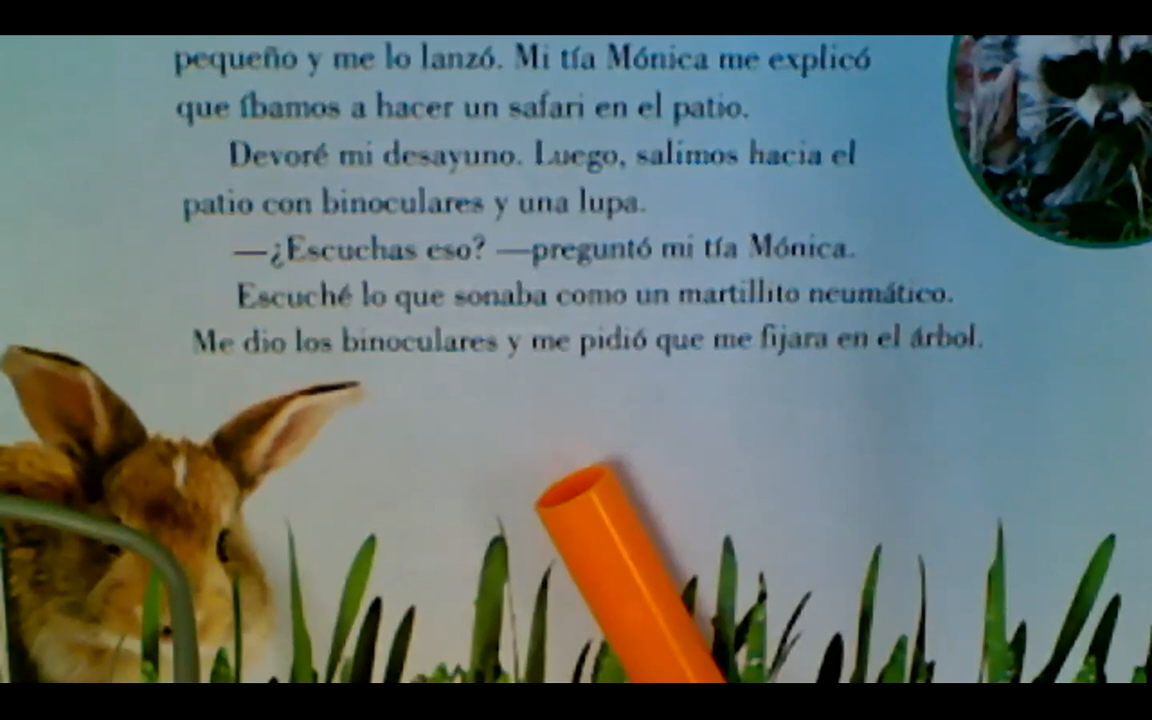 pequeño y me lo lanzó. Mi tía Mónica me explicó
que íbamos a hacer un safari en el patio.
Devoré mi desayuno. Luego, salimos hacia el
patio con binoculares y una lupa.
—¿Escuchas eso? —preguntó mi tía Mónica.
Escuché lo que sonaba como un martillito neumático.
Me dio los binoculares y me pidió que me fijara en el árbol.